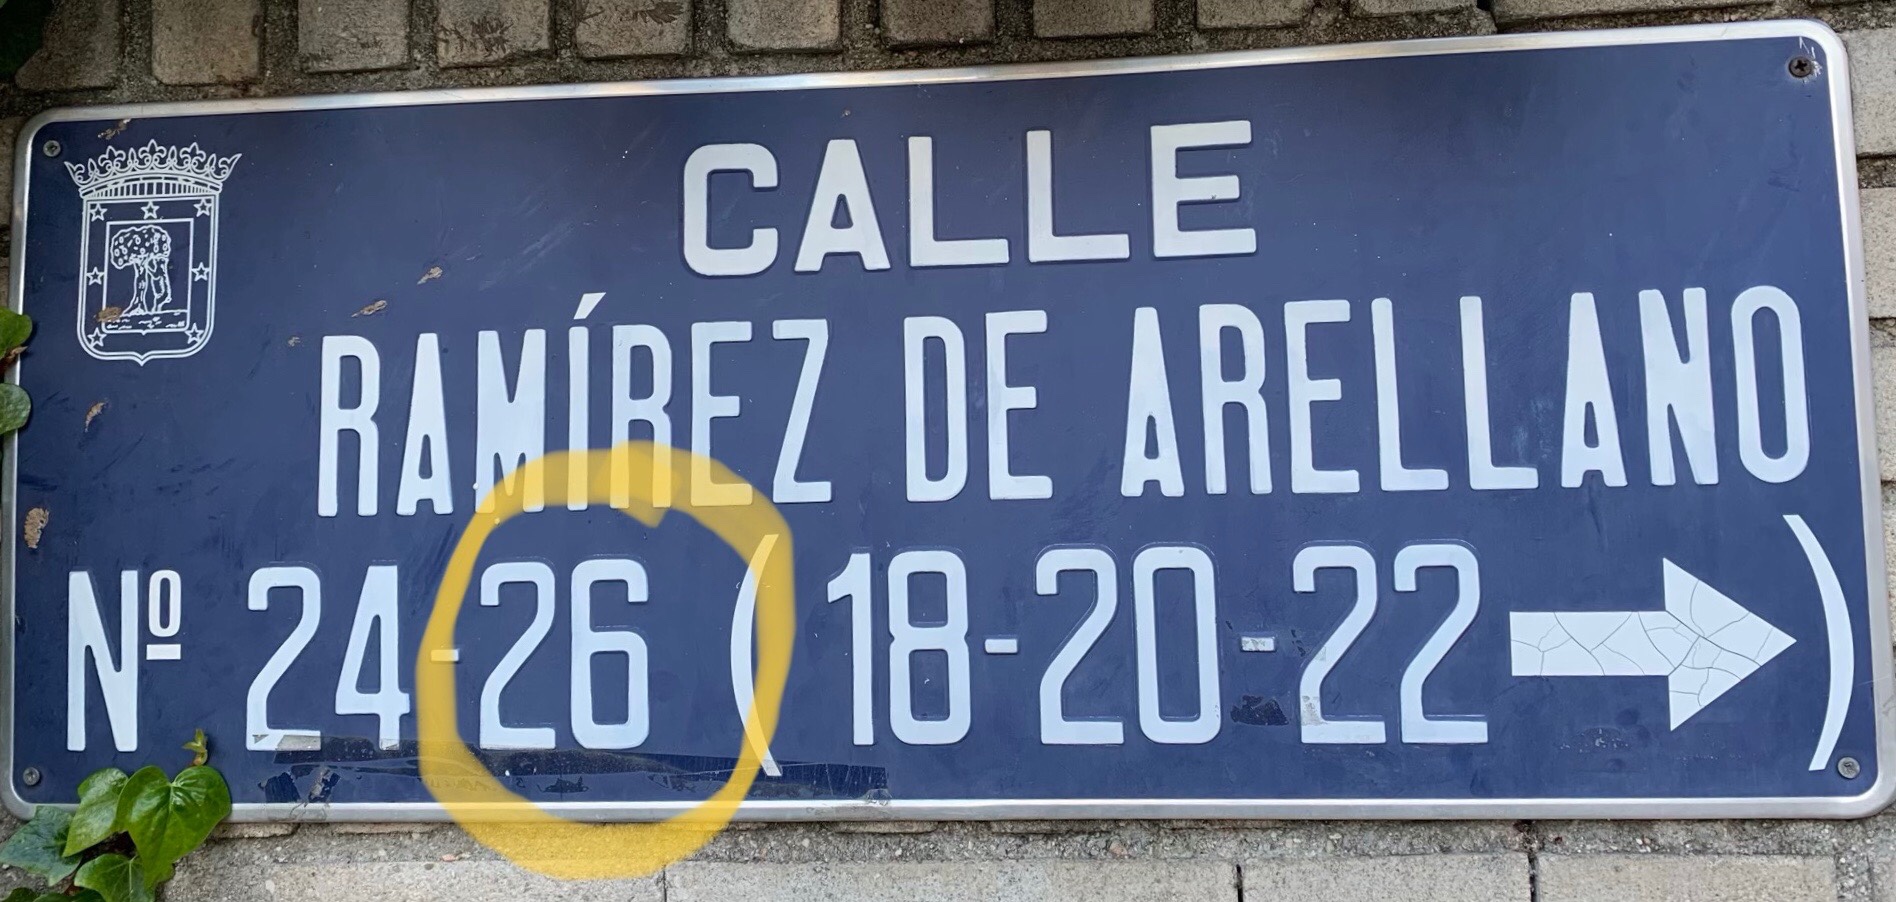 CALLE
RAMÍREZ DE ARELLANO
Nº 24-26 (18-20-22 →)